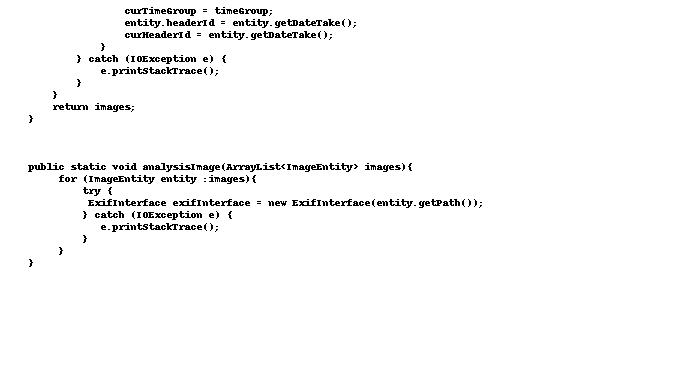 curTimeGroup = timeGroup;
entity.headerId = entity.getDateTake();
curHeaderId = entity.getDateTake();
}
} catch (IOException e) {
e.printStackTrace();
}
}
return images;
}
public static void analysisImage(ArrayList<ImageEntity> images){
for (ImageEntity entity :images){
try {
ExifInterface exifInterface = new ExifInterface(entity.getPath());
} catch (IOException e) {
e.printStackTrace();
}
}
}